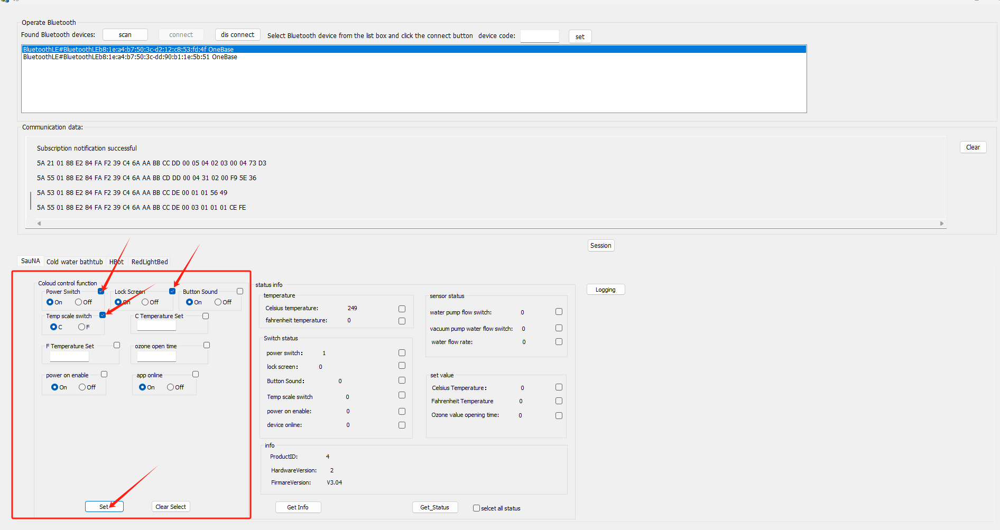 Operate Bluetooth
Found Bluetooth devices: scan connect dis connect Select Bluetooth device from the list box and click the connect button device code: set
BluetoothLE#BluetoothLEb8:1e:a4:b7:50:3c-d2:12:c8:53:fd:4f OneBase
BluetoothLE#BluetoothLEb8:1e:a4:b7:50:3c-dd:90:b1:1e:5b:51 OneBase
Communication data:
Subscription notification successful
Clear
5A 21 01 88 E2 84 FA F2 39 C4 6A AA BB CC DD 00 05 04 02 03 00 04 73 D3
5A 55 01 88 E2 84 FA F2 39 C4 6A AA BB CD DD 00 04 31 02 00 F9 5E 36
5A 53 01 88 E2 84 FA F2 39 C4 6A AA BB CC DE 00 01 01 56 49
5A 55 01 88 E2 84 FA F2 39 C4 6A AA BB CC DE 00 03 01 01 01 CE FE
Session
SauNA Cold water bathtub HBot RedLightBed
Coloud control function
Power Switch Lock Screen Button Sound
On Off On Off On Off
Temp scale switch C Temperature Set
C F
F Temperature Set ozone open time
power on enable app online
On Off On Off
Set Clear Select
status info
temperature
Celsius temperature: 249
fahrenheit temperature: 0
Switch status
power switch: 1
lock screen: 0
Button Sound: 0
Temp scale switch 0
power on enable: 0
device online: 0
sensor status
water pump flow switch: 0
vacuum pump water flow switch: 0
water flow rate: 0
set value
Celsius Temperature: 0
Fahrenheit Temperature 0
Ozone value opening time: 0
info
ProductID: 4
HardwareVersion: 2
FirmareVersion: V3.04
Get Info Get_Status selcet all status
Logging